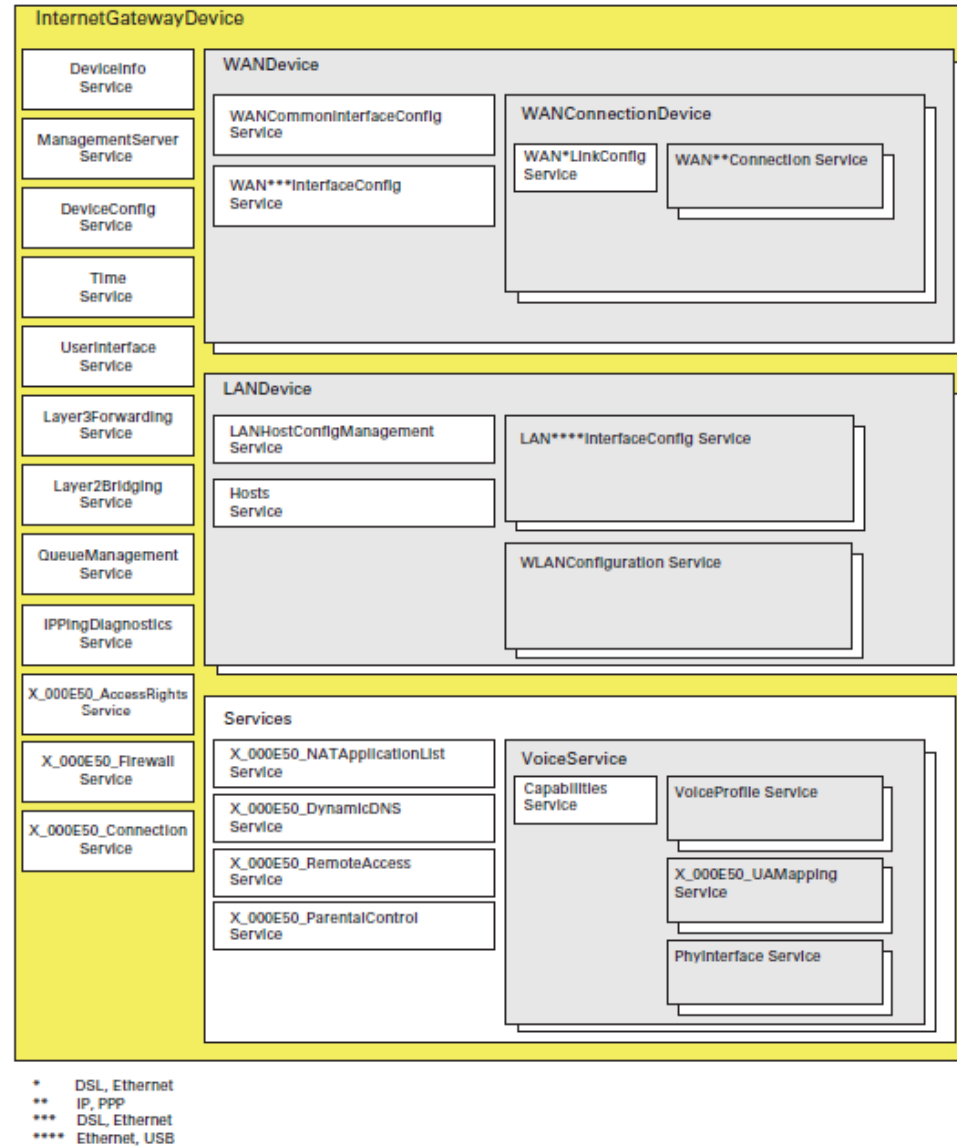 InternetGatewayDevice
DeviceInfo
Service
ManagementServer
Service
DeviceConfig
Service
Time
Service
UserInterface
Service
Layer3Forwarding
Service
Layer2Bridging
Service
QueueManagement
Service
IPPingDiagnostics
Service
X_000E50_AccessRights
Service
X_000E50_Firewall
Service
X_000E50_Connection
Service
WANDevice
WANCommonInterfaceConfig
Service
WAN***InterfaceConfig
Service
WANConnectionDevice
WAN*LinkConfig
Service
WAN**Connection Service
LANDevice
LANHostConfigManagement
Service
Hosts
Service
LAN****InterfaceConfig Service
WLANConfiguration Service
Services
X_000E50_NATApplicationList
Service
X_000E50_DynamicDNS
Service
X_000E50_RemoteAccess
Service
X_000E50_ParentalControl
Service
VoiceService
Capabilities
Service
VoiceProfile Service
X_000E50_UAMapping
Service
PhyInterface Service
* DSL, Ethernet
** IP, PPP
*** DSL, Ethernet
**** Ethernet, USB